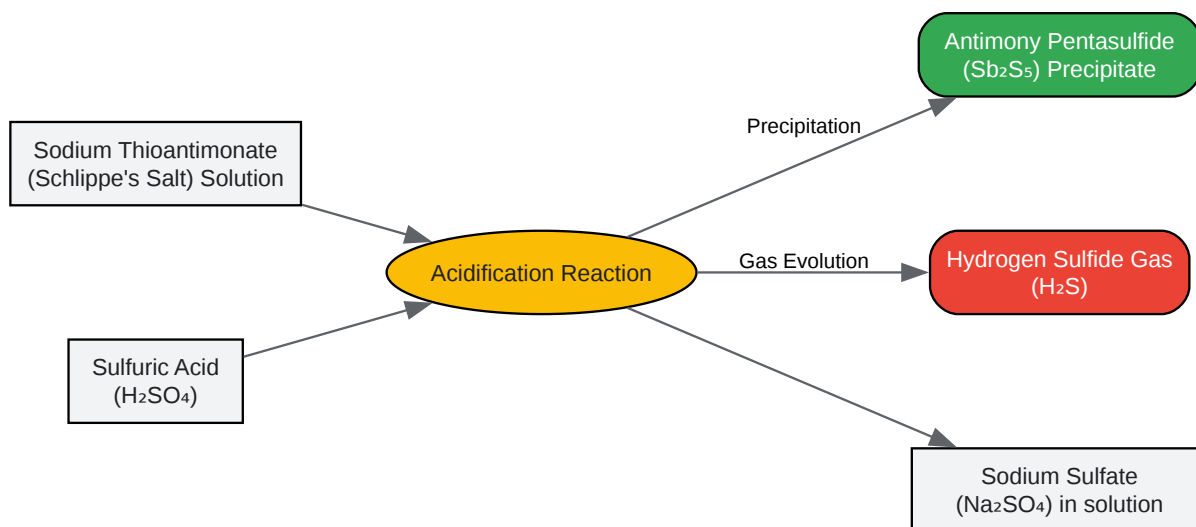 Antimony Pentasulfide
(Sb₂S₅) Precipitate
Precipitation
Sodium Thioantimonate
(Schlippe's Salt) Solution
Gas Evolution
Acidification Reaction
Hydrogen Sulfide Gas
(H₂S)
Sulfuric Acid
(H₂SO₄)
Sodium Sulfate
(Na₂SO₄) in solution